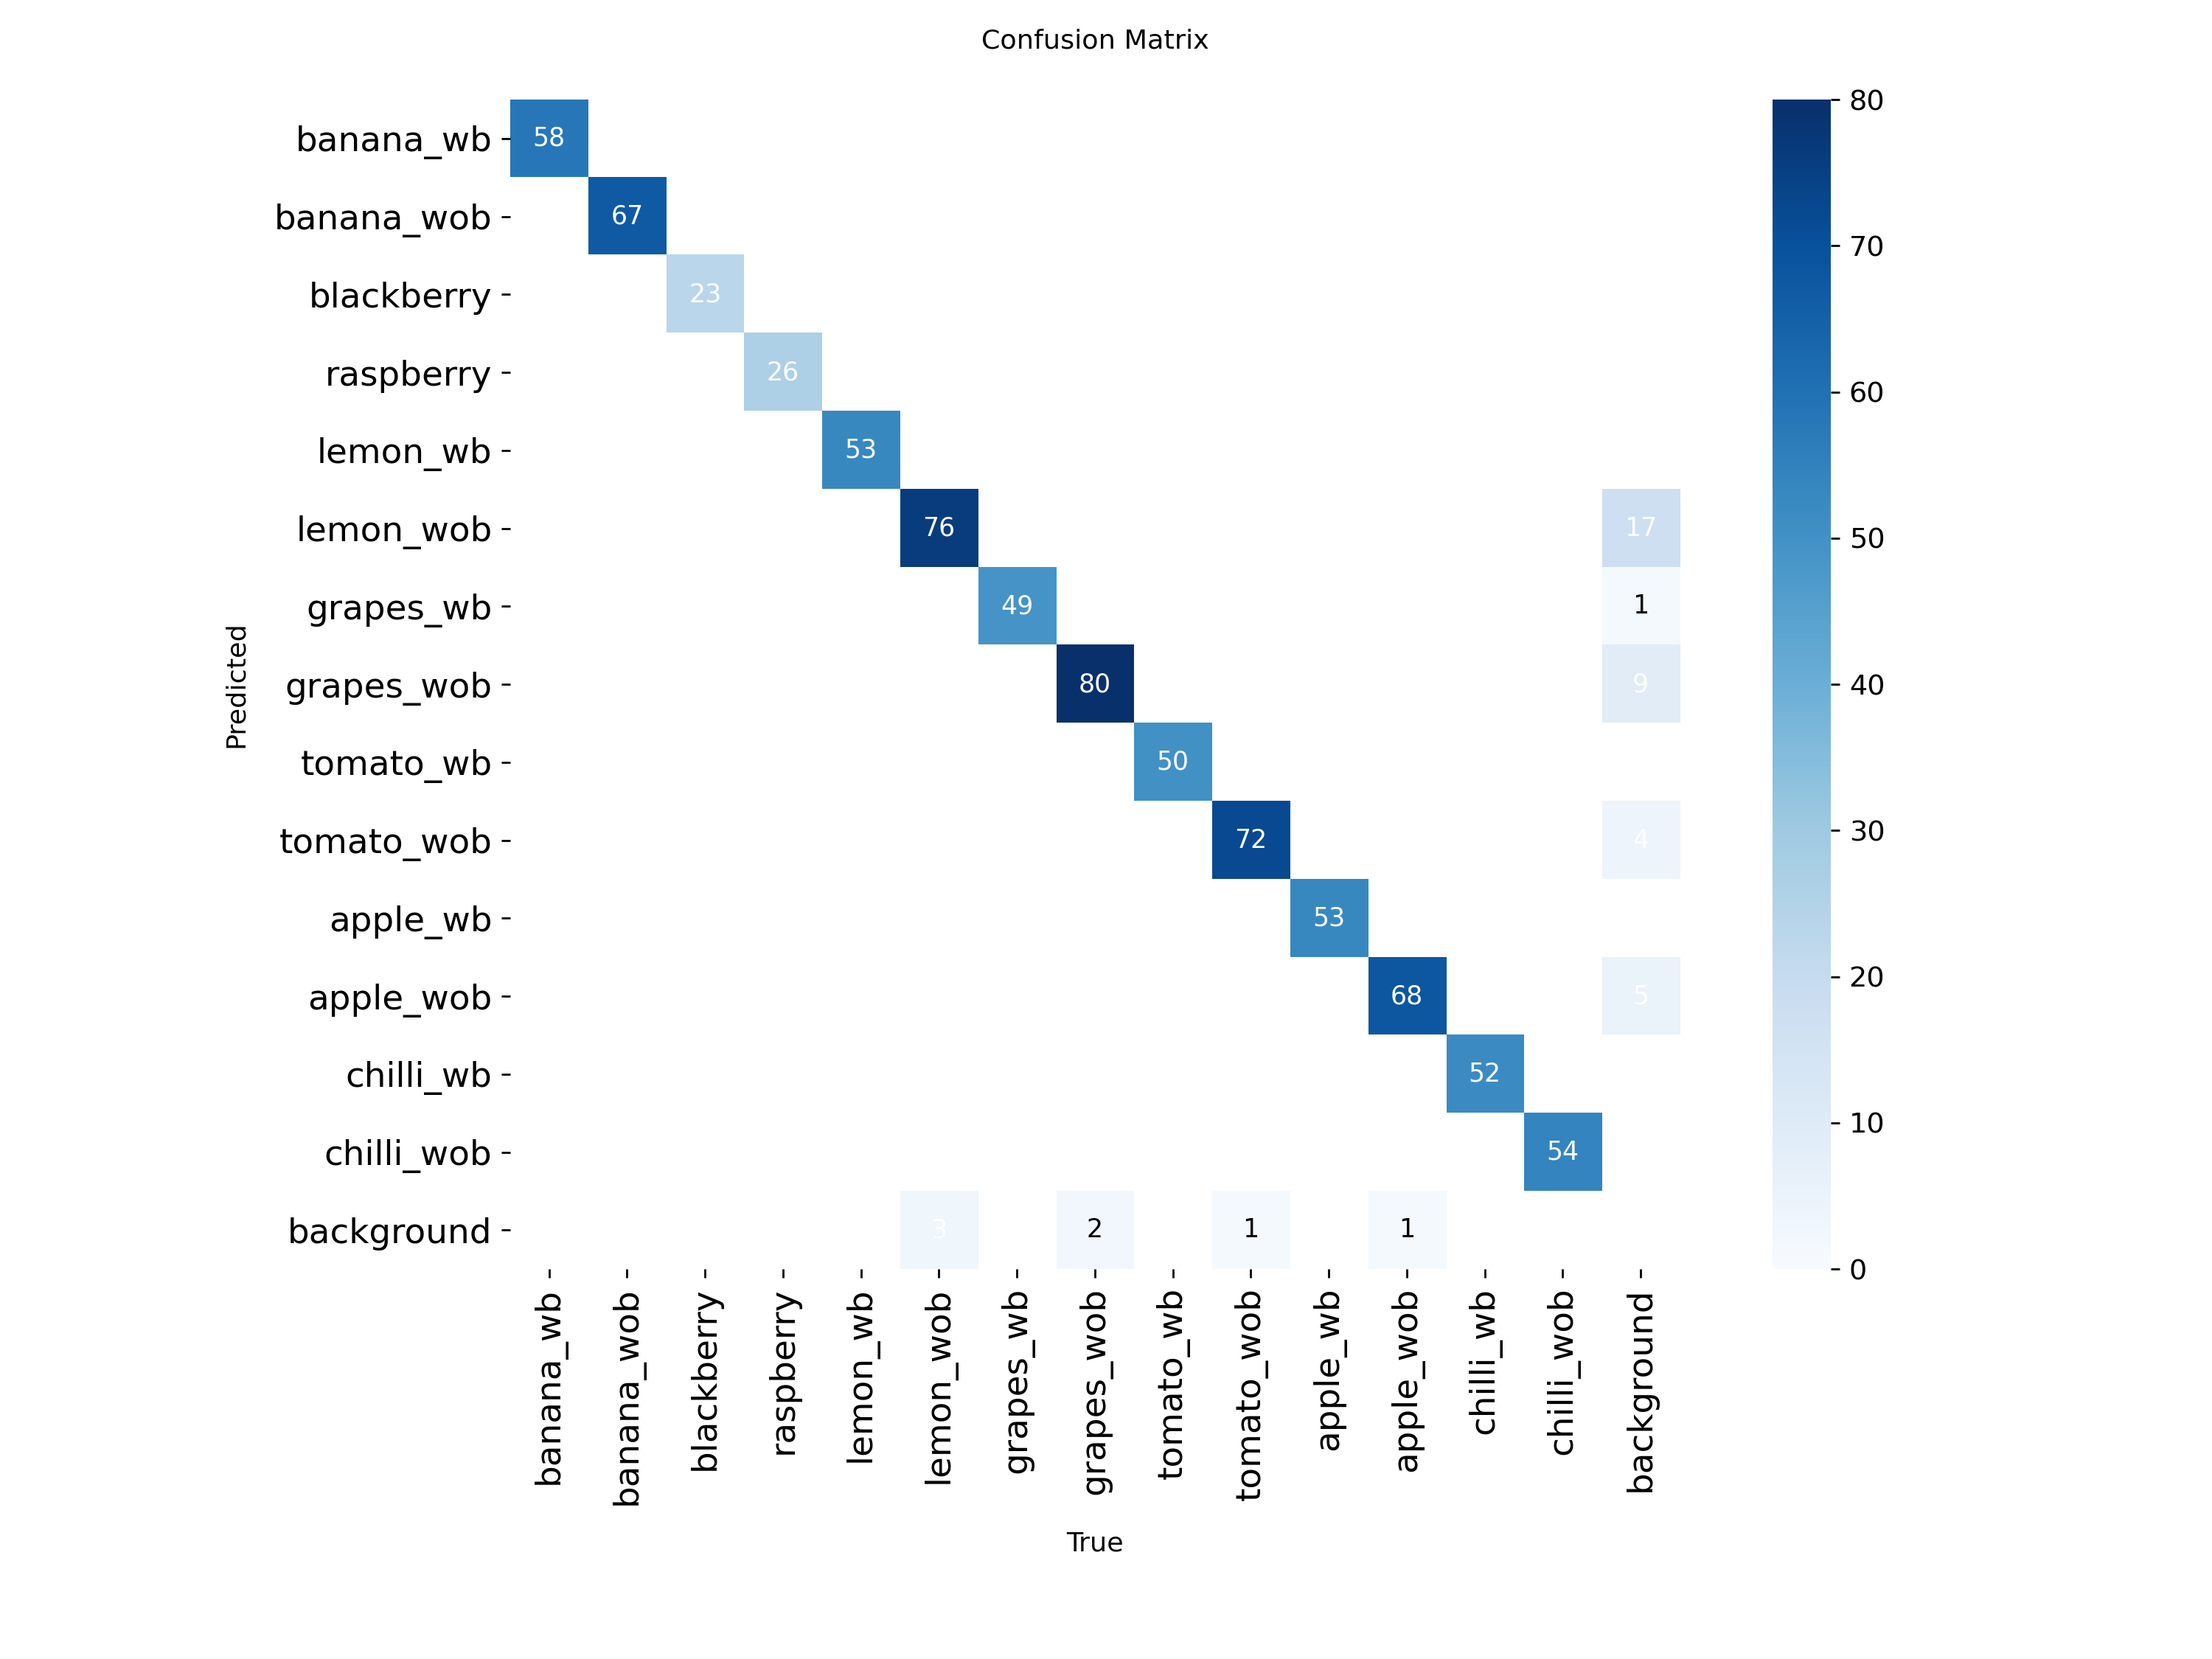 Confusion Matrix
banana_wb 58
banana_wob 67
blackberry 23
raspberry 26
lemon_wb 53
lemon_wob 76 17
grapes_wb 49 1
grapes_wob 80 9
tomato_wb 50
tomato_wob 72 4
apple_wb 53
apple_wob 68 5
chilli_wb 52
chilli_wob 54
background 3 2 1 1
Predicted
banana_wb banana_wob blackberry raspberry lemon_wb lemon_wob grapes_wb grapes_wob tomato_wb tomato_wob apple_wb apple_wob chilli_wb chilli_wob background
True
80
70
60
50
40
30
20
10
0